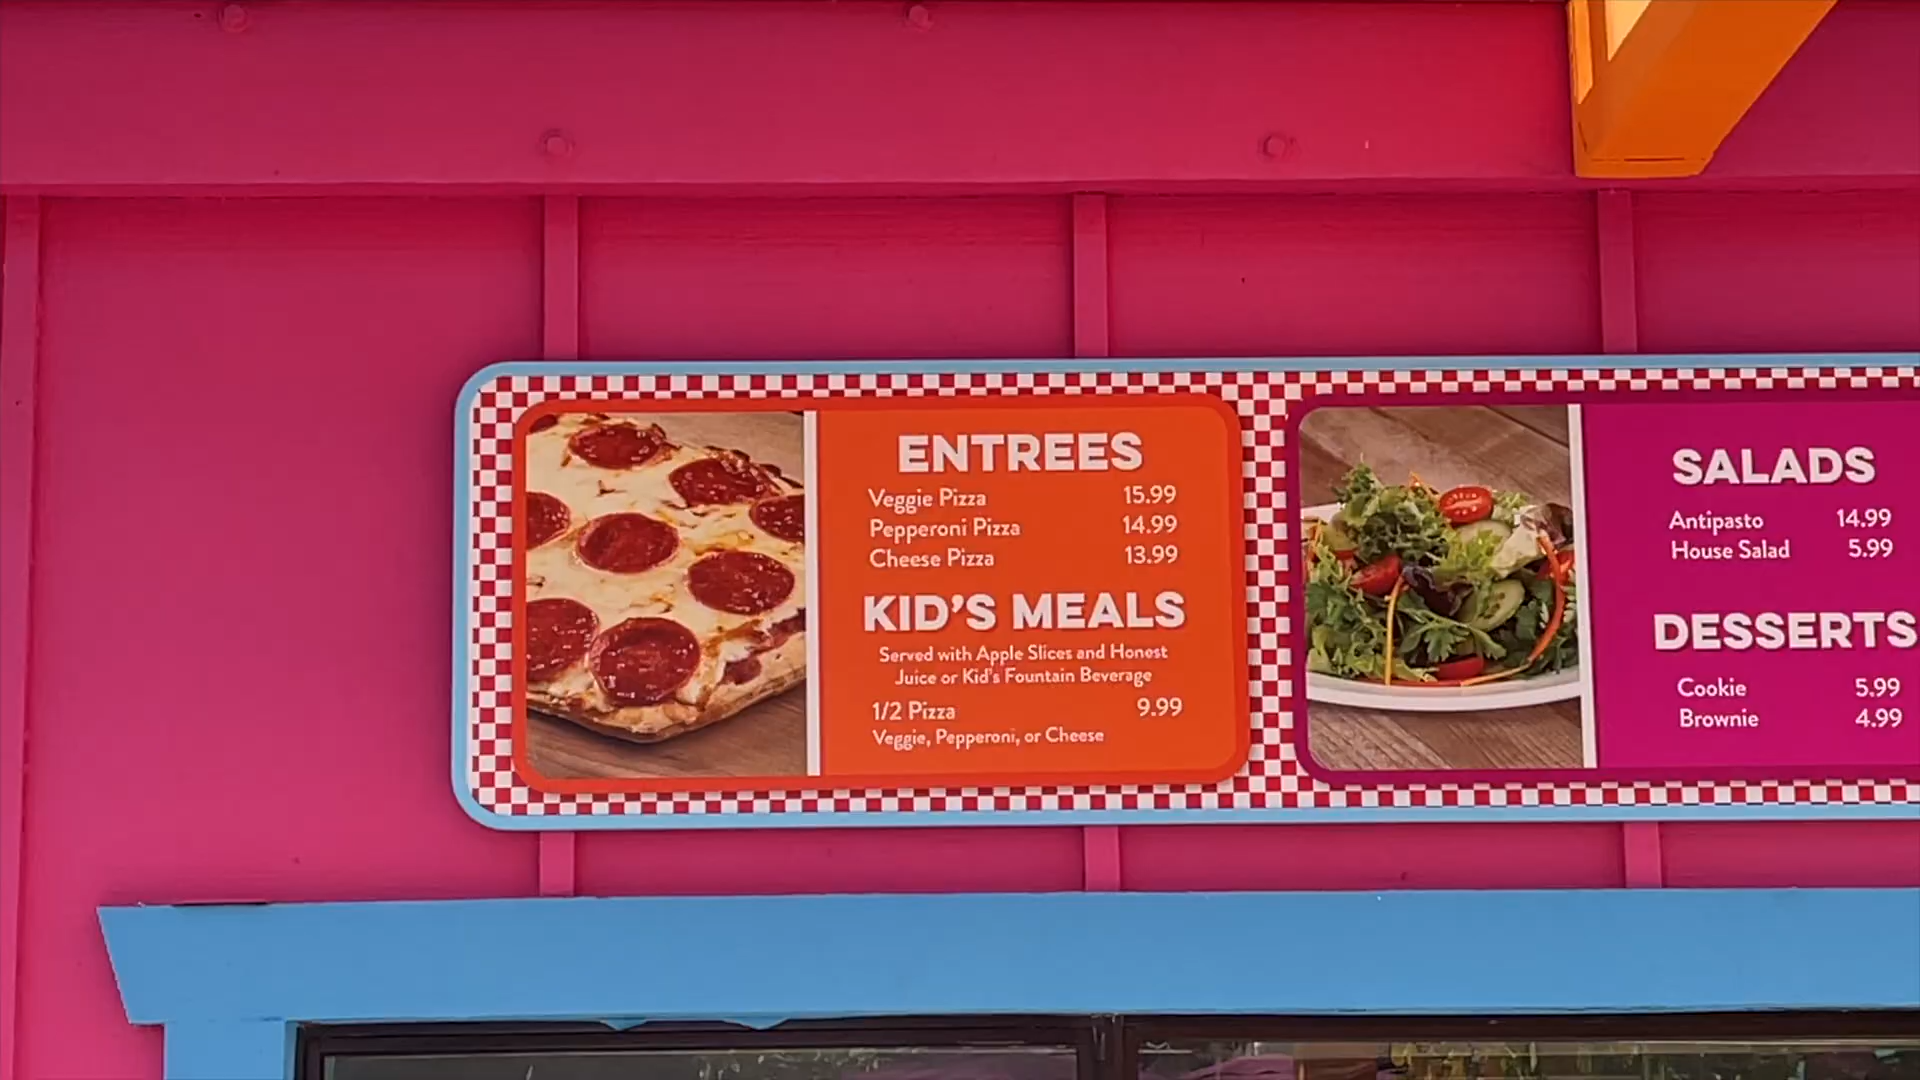 ENTREES
Veggie Pizza 15.99
Pepperoni Pizza 14.99
Cheese Pizza 13.99
KID'S MEALS
Served with Apple Slices and Honest
Juice or Kid's Fountain Beverage
1/2 Pizza 9.99
Veggie, Pepperoni, or Cheese
SALADS
Antipasto 14.99
House Salad 5.99
DESSERTS
Cookie 5.99
Brownie 4.99